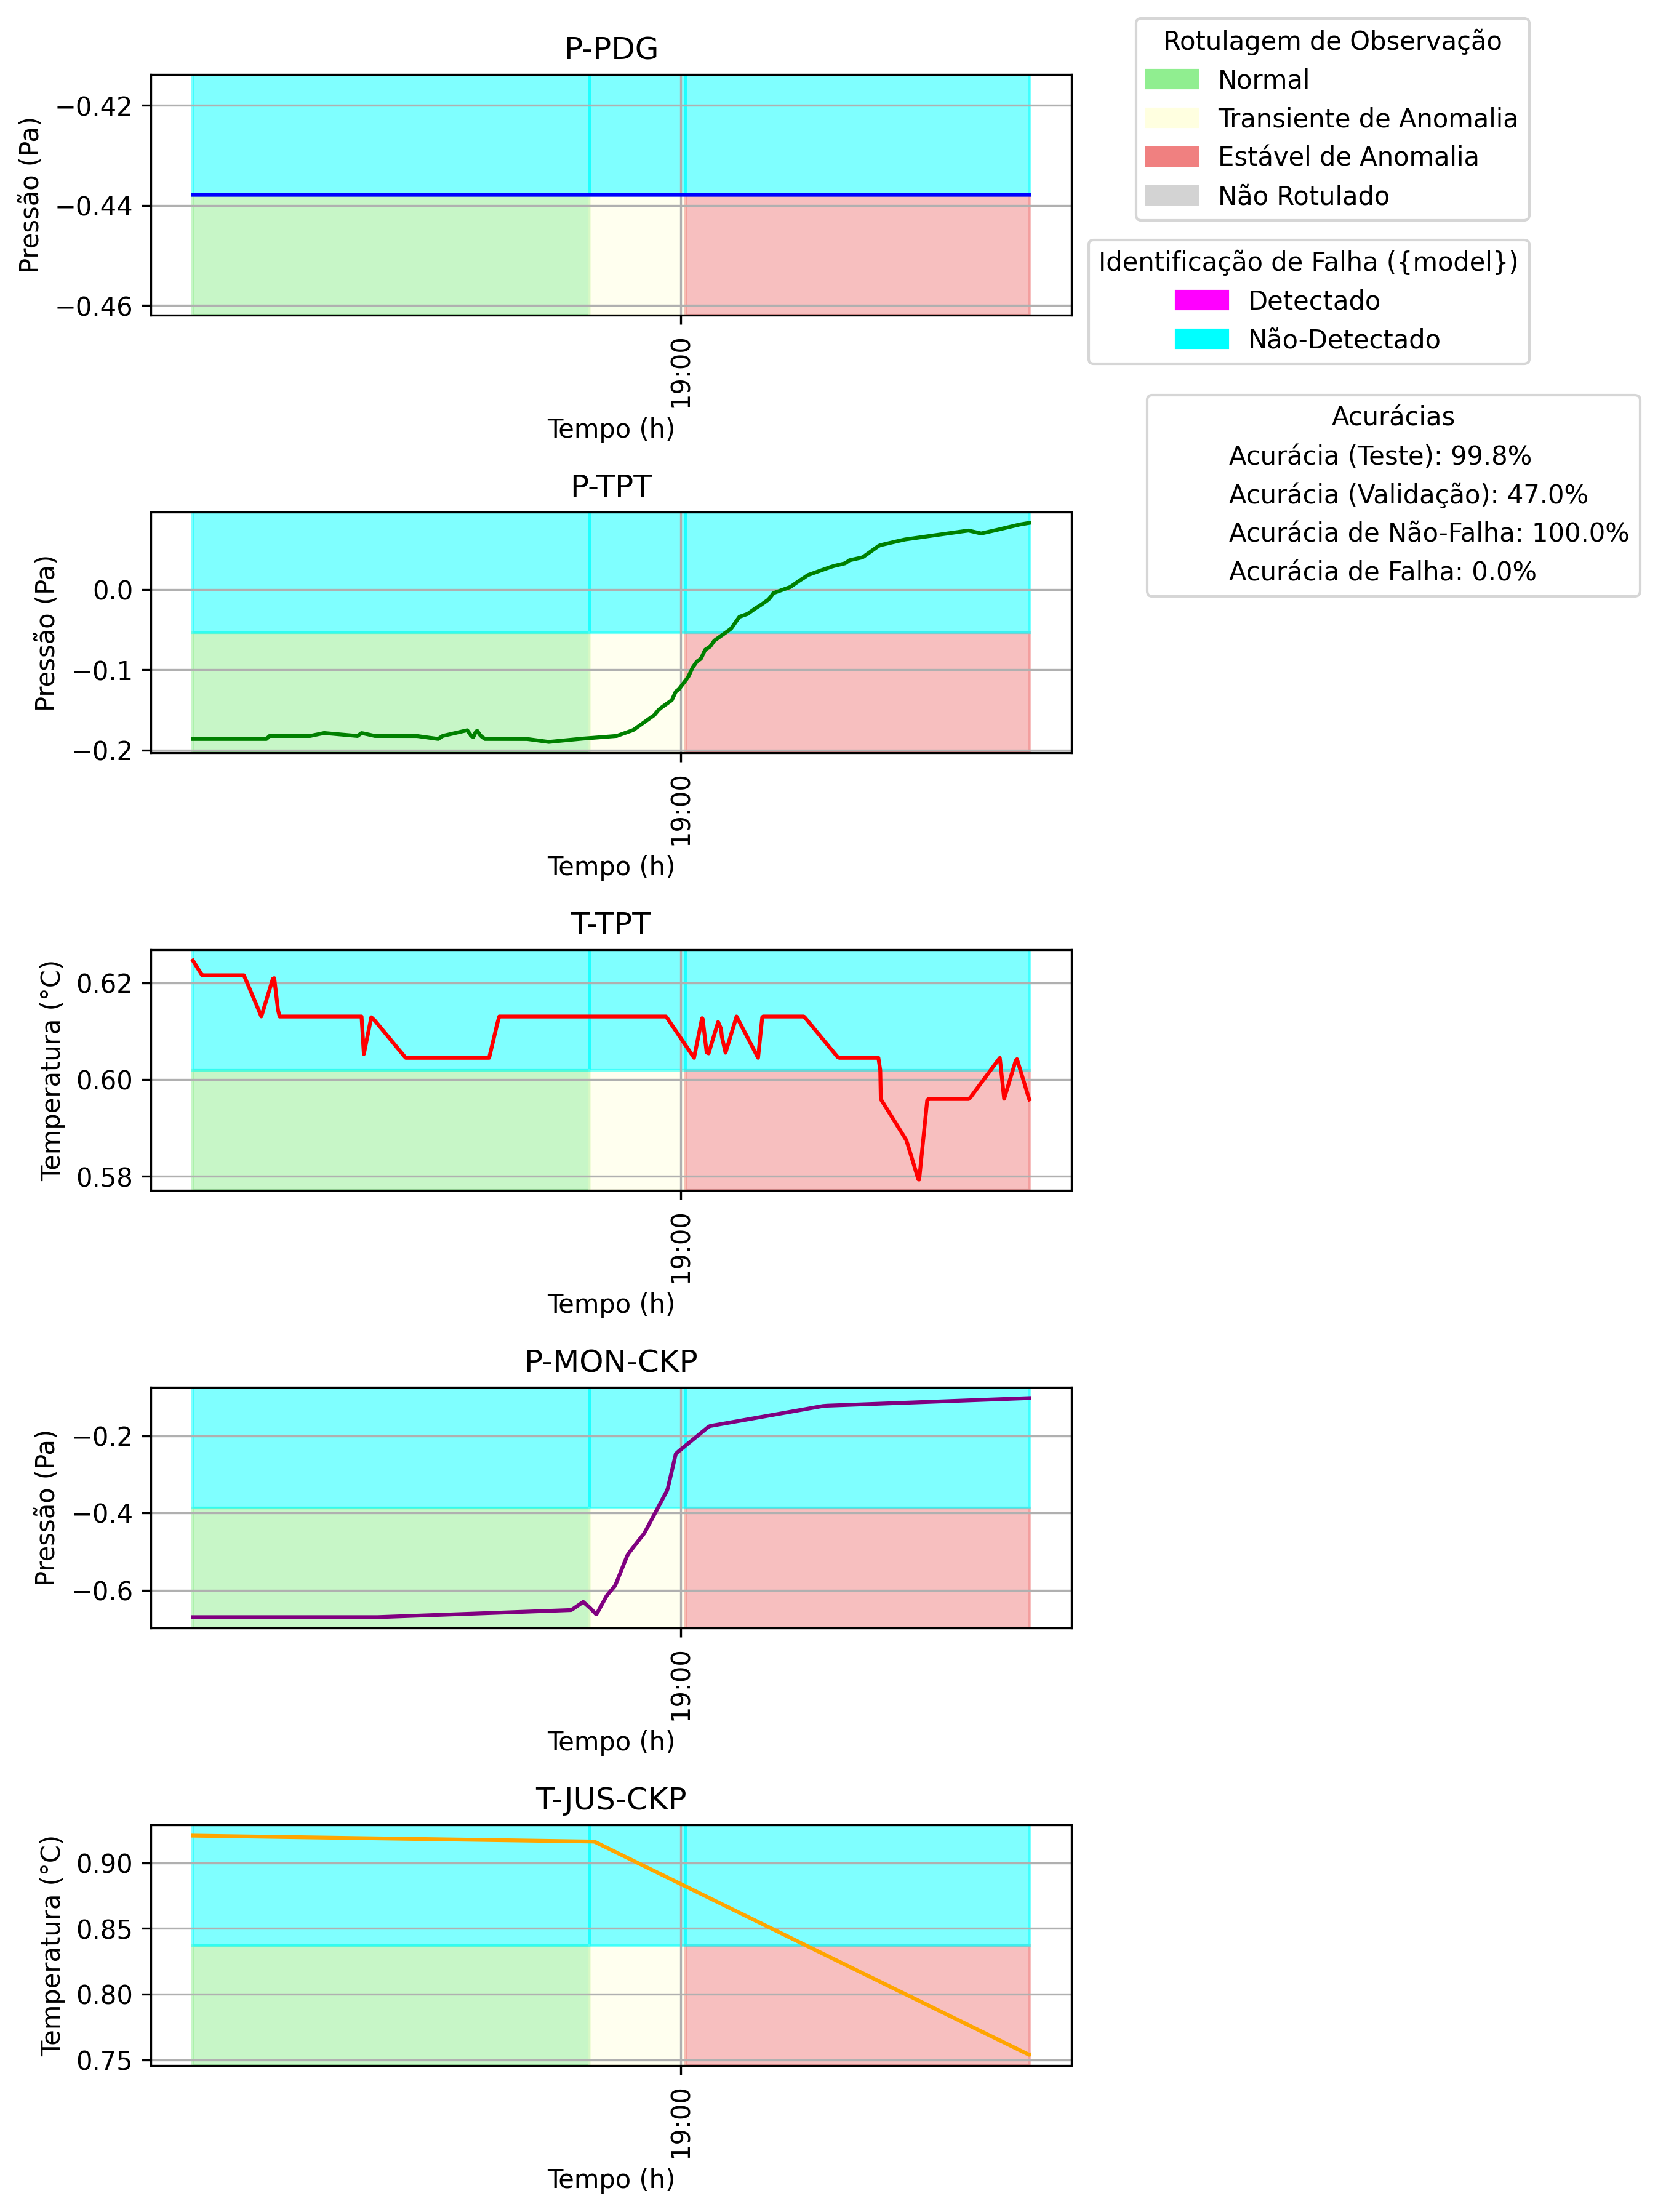 P-PDG
Pressão (Pa)
−0.42
−0.44
−0.46
19:00
Tempo (h)
Rotulagem de Observação
Normal
Transiente de Anomalia
Estável de Anomalia
Não Rotulado
Identificação de Falha ({model})
Detectado
Não-Detectado
Acurácias
Acurácia (Teste): 99.8%
Acurácia (Validação): 47.0%
Acurácia de Não-Falha: 100.0%
Acurácia de Falha: 0.0%
P-TPT
Pressão (Pa)
0.0
−0.1
−0.2
19:00
Tempo (h)
T-TPT
Temperatura (°C)
0.62
0.60
0.58
19:00
Tempo (h)
P-MON-CKP
Pressão (Pa)
−0.2
−0.4
−0.6
19:00
Tempo (h)
T-JUS-CKP
Temperatura (°C)
0.90
0.85
0.80
0.75
19:00
Tempo (h)